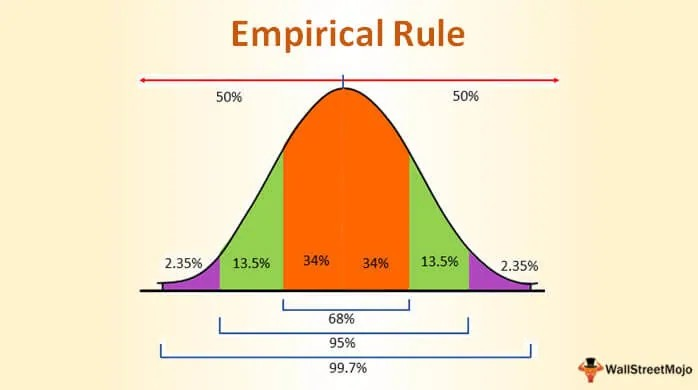 Empirical Rule
50% 50%
2.35% 13.5% 34% 34% 13.5% 2.35%
68%
95%
99.7%
WallStreetMojo